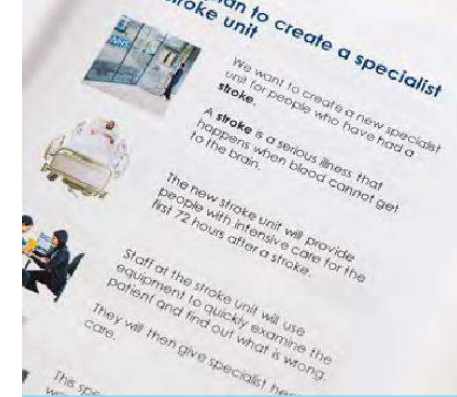 an to create a specialist
stroke unit
NHS
We want to create a new specialist
unit for people who have had a
stroke.
A stroke is a serious illness that
happens when blood cannot get
to the brain.
The new stroke unit will provide
people with intensive care for the
first 72 hours after a stroke.
Staff at the stroke unit will use
equipment to quickly examine the
patient and find out what is wrong.
They will then give specialist
care.
This